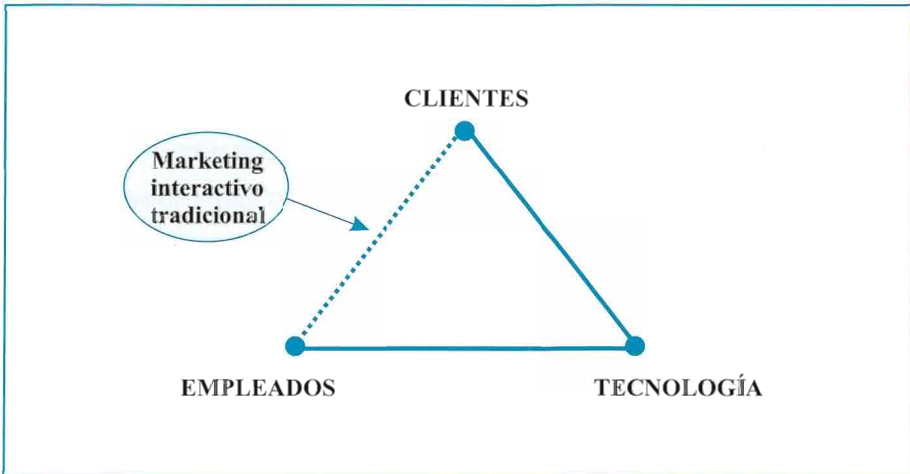 CLIENTES
Marketing
interactivo
tradicional
EMPLEADOS
TECNOLOGÍA